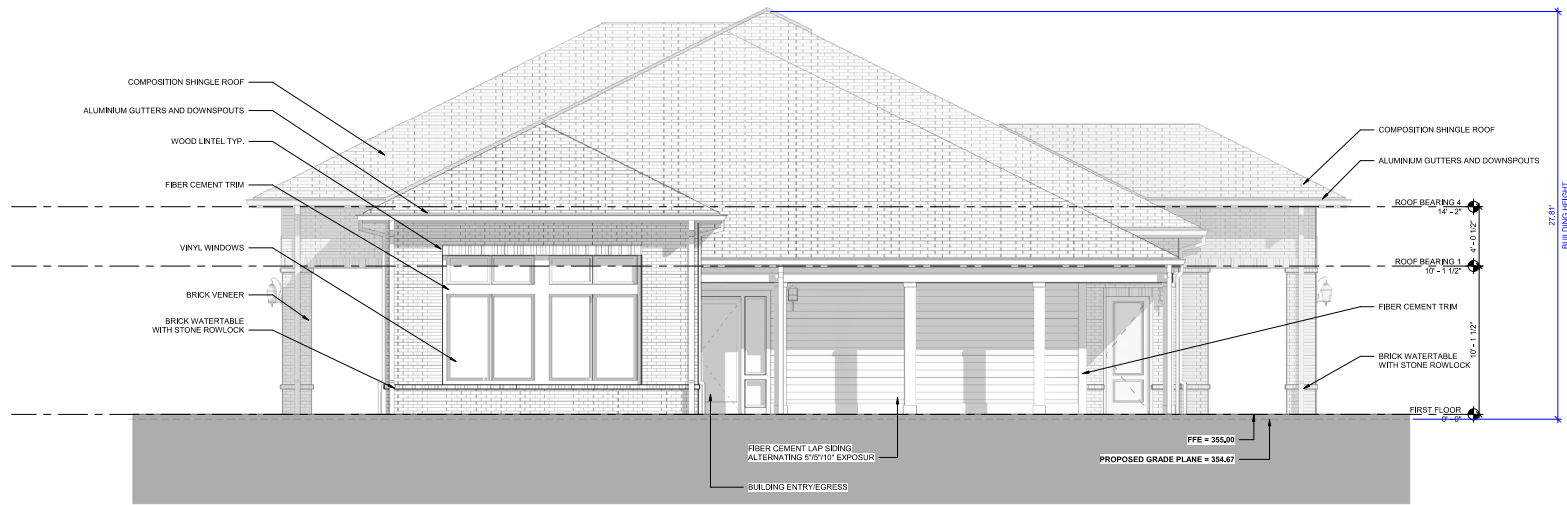 COMPOSITION SHINGLE ROOF
ALUMINIUM GUTTERS AND DOWNSPOUTS
WOOD LINTEL TYP.
FIBER CEMENT TRIM
VINYL WINDOWS
BRICK VENEER
BRICK WATERTABLE
WITH STONE ROWLOCK
COMPOSITION SHINGLE ROOF
ALUMINIUM GUTTERS AND DOWNSPOUTS
ROOF BEARING 4
14' - 2"
4' - 0 1/2"
ROOF BEARING 1
10' - 1 1/2"
FIBER CEMENT TRIM
10' - 1 1/2"
BRICK WATERTABLE
WITH STONE ROWLOCK
FIRST FLOOR
0' - 0"
27.81'
BUILDING HEIGHT
FFE = 355.00
PROPOSED GRADE PLANE = 354.67
FIBER CEMENT LAP SIDING
ALTERNATING 5"/5"/10" EXPOSUR
BUILDING ENTRY/EGRESS